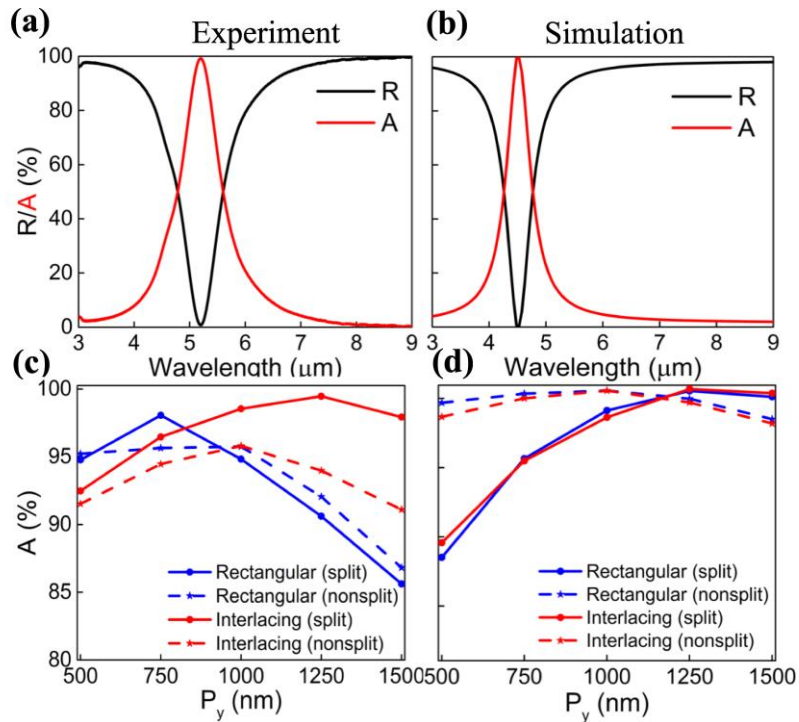 (a) Experiment
(b) Simulation
100
80
60
40
20
0
R/A (%)
R
A
3 4 5 6 7 8 9
Wavelength (μm)
R
A
3 4 5 6 7 8 9
Wavelength (μm)
(c)
100
95
90
85
80
A (%)
Rectangular (split)
Rectangular (nonsplit)
Interlacing (split)
Interlacing (nonsplit)
500 750 1000 1250 1500
P_y (nm)
(d)
Rectangular (split)
Rectangular (nonsplit)
Interlacing (split)
Interlacing (nonsplit)
500 750 1000 1250 1500
P_y (nm)